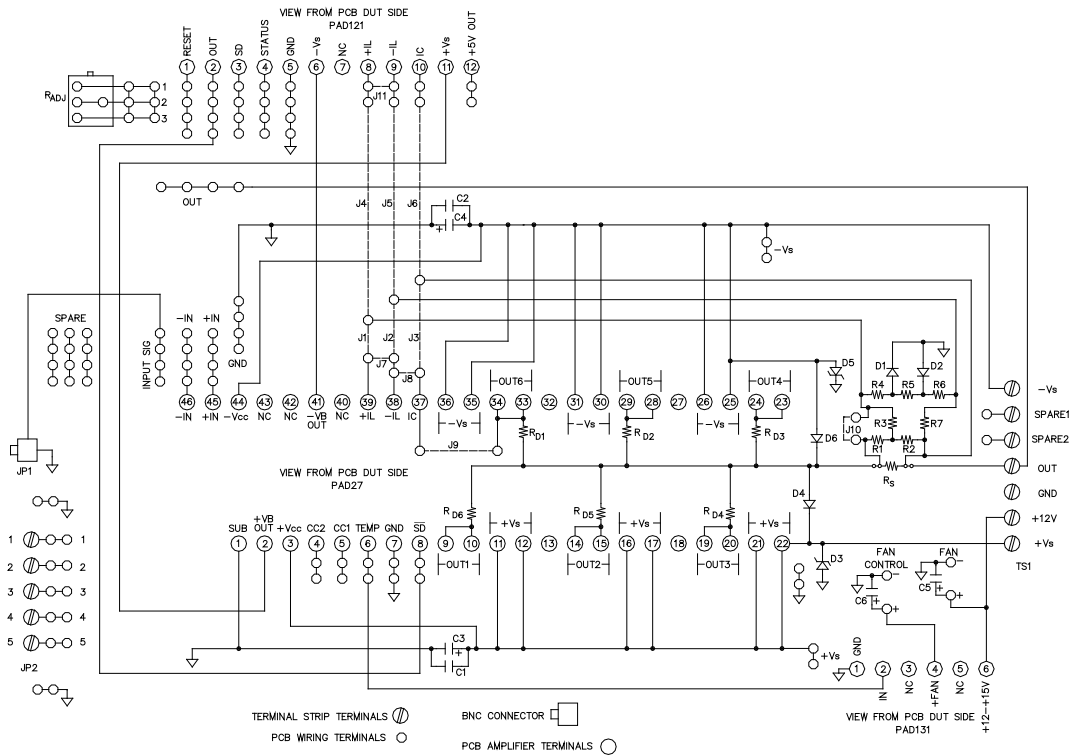 VIEW FROM PCB DUT SIDE
PAD121
RESET OUT SD STATUS GND −Vs NC +IL −IL IC +Vs +5V OUT
1 2 3 4 5 6 7 8 9 10 11 12
RADJ
1
2
3
J11
OUT
J4 J5 J6
C2
C4
+
−Vs
SPARE
INPUT SIG
−IN +IN
GND
J1 J2 J3
J7
J8
46 45 44 43 42 41 40 39 38 37 36 35 34 33 32 31 30 29 28 27 26 25 24 23
−IN +IN −Vcc NC NC −VB OUT NC +IL −IL IC
−Vs OUT6 −Vs OUT5 −Vs OUT4
J9
RD1 RD2 RD3
D5
D6
D1 D2
R4 R5 R6
R3 R7
J10
R1 R2
RS
−Vs
SPARE1
SPARE2
OUT
GND
+12V
+Vs
TS1
JP1
VIEW FROM PCB DUT SIDE
PAD27
SUB +VB OUT +Vcc CC2 CC1 TEMP GND SD
1 2 3 4 5 6 7 8 9 10 11 12 13 14 15 16 17 18 19 20 21 22
RD6 RD5 RD4
+Vs +Vs +Vs
OUT1 OUT2 OUT3
D4
D3
1 1
2 2
3 3
4 4
5 5
JP2
C3
+
C1
+Vs
FAN CONTROL
−
C6 +
+
FAN
−
C5 +
+
GND
1 2 3 4 5 6
IN NC +FAN NC +12−+15V
VIEW FROM PCB DUT SIDE
PAD131
TERMINAL STRIP TERMINALS
PCB WIRING TERMINALS
BNC CONNECTOR
PCB AMPLIFIER TERMINALS